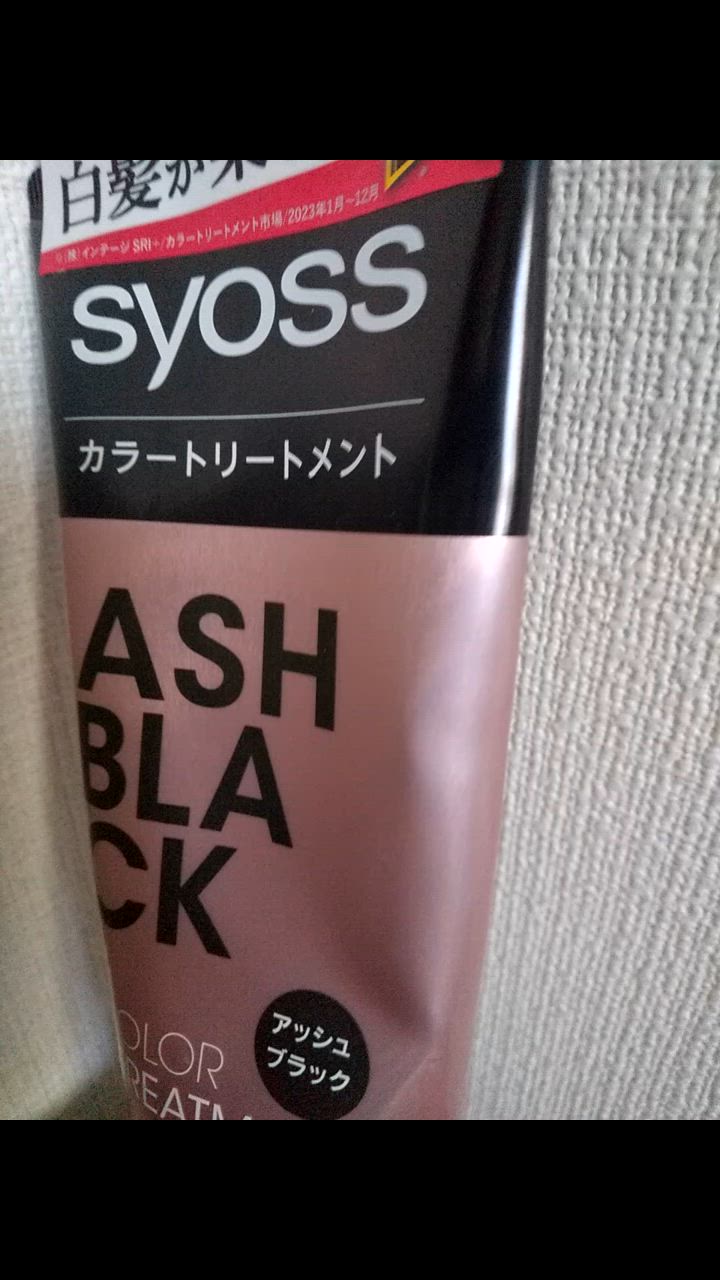 白髪が
※(株)インテージ SRI+/カラートリートメント市場/2023年1月〜12月
syoss
カラートリートメント
ASH
BLA
CK
アッシュ
ブラック
OLOR
REATM